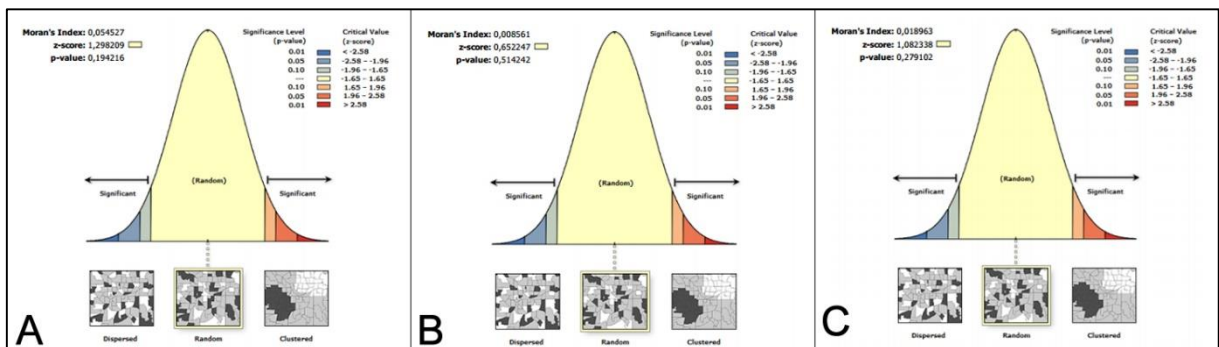 Moran's Index: 0,054527
z-score: 1,298209
p-value: 0,194216
Significance Level
(p-value)
0.01
0.05
0.10
---
0.10
0.05
0.01
Critical Value
(z-score)
< -2.58
-2.58 – -1.96
-1.96 – -1.65
-1.65 – 1.65
1.65 – 1.96
1.96 – 2.58
> 2.58
Significant
(Random)
Significant
Dispersed
Random
Clustered
A
Moran's Index: 0,008561
z-score: 0,652247
p-value: 0,514242
Significance Level
(p-value)
0.01
0.05
0.10
---
0.10
0.05
0.01
Critical Value
(z-score)
< -2.58
-2.58 – -1.96
-1.96 – -1.65
-1.65 – 1.65
1.65 – 1.96
1.96 – 2.58
> 2.58
Significant
(Random)
Significant
Dispersed
Random
Clustered
B
Moran's Index: 0,018963
z-score: 1,082338
p-value: 0,279102
Significance Level
(p-value)
0.01
0.05
0.10
---
0.10
0.05
0.01
Critical Value
(z-score)
< -2.58
-2.58 – -1.96
-1.96 – -1.65
-1.65 – 1.65
1.65 – 1.96
1.96 – 2.58
> 2.58
Significant
(Random)
Significant
Dispersed
Random
Clustered
C